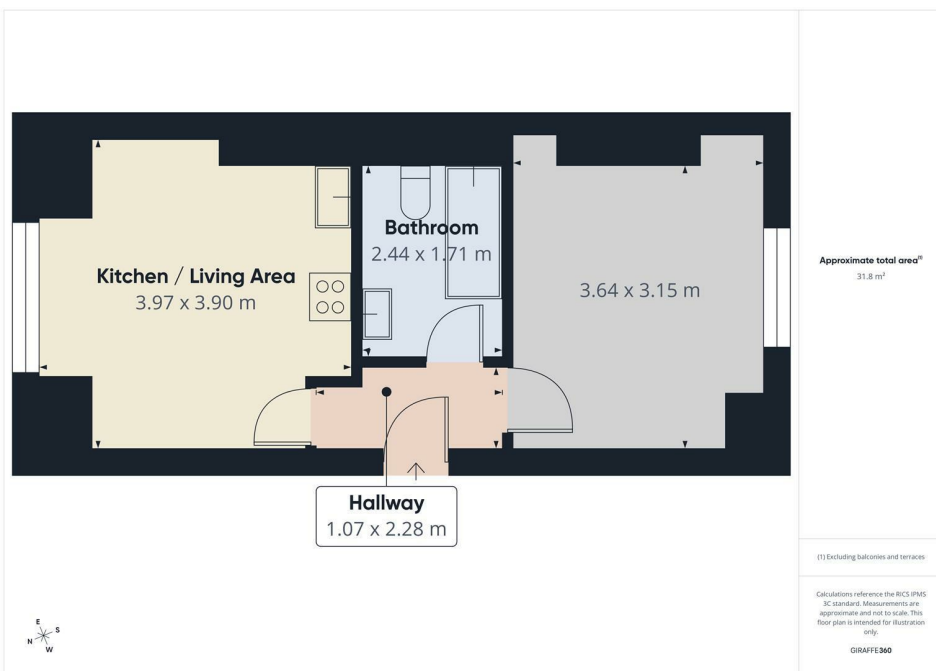 Kitchen / Living Area
3.97 x 3.90 m
Bathroom
2.44 x 1.71 m
3.64 x 3.15 m
Hallway
1.07 x 2.28 m
E
S
N
W
Approximate total area⁽¹⁾
31.8 m²
(1) Excluding balconies and terraces
Calculations reference the RICS IPMS
3C standard. Measurements are
approximate and not to scale. This
floor plan is intended for illustration
only.
GIRAFFE360